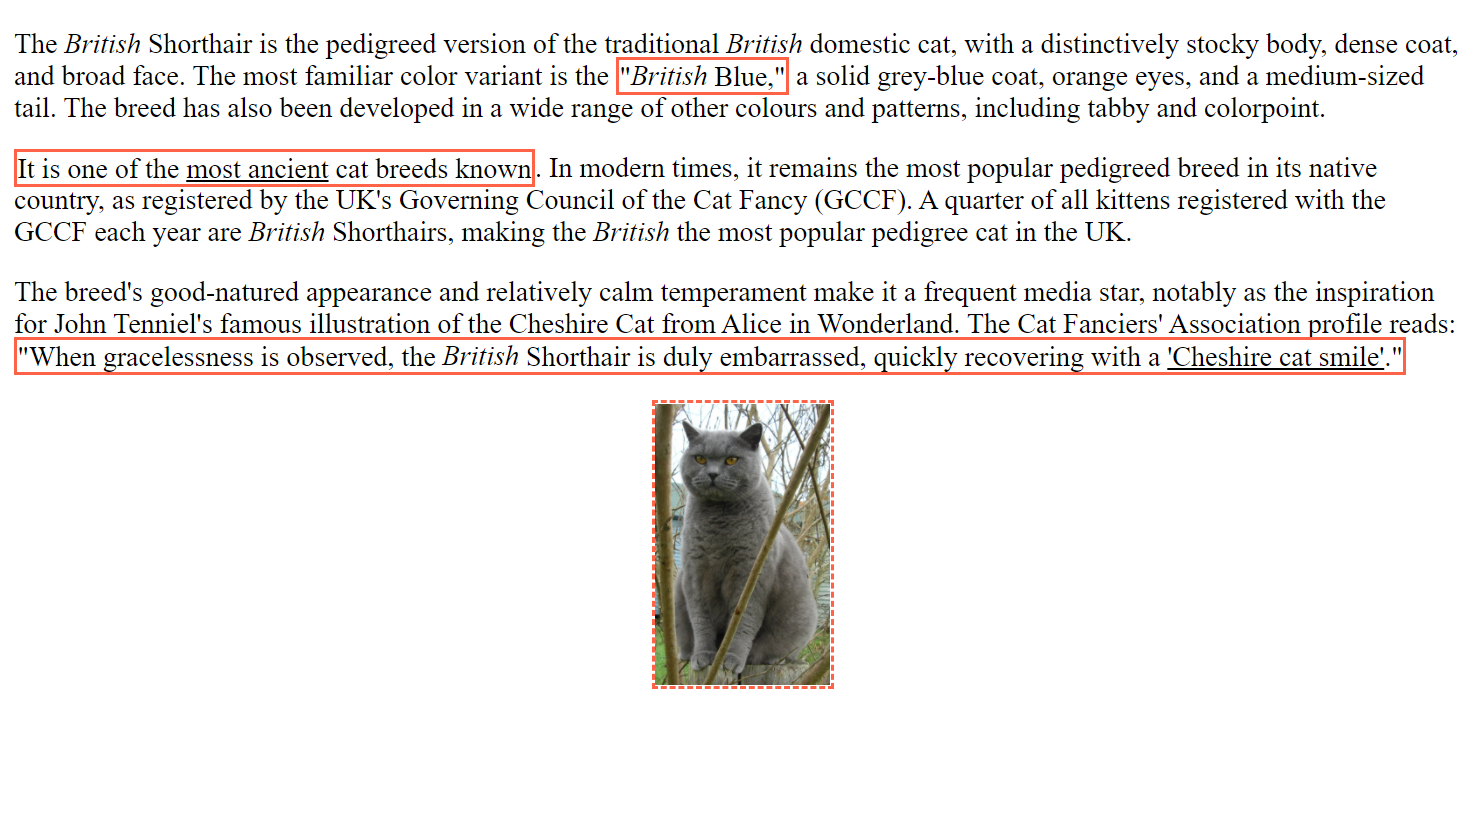 The British Shorthair is the pedigreed version of the traditional British domestic cat, with a distinctively stocky body, dense coat,
and broad face. The most familiar color variant is the "British Blue," a solid grey-blue coat, orange eyes, and a medium-sized
tail. The breed has also been developed in a wide range of other colours and patterns, including tabby and colorpoint.
It is one of the most ancient cat breeds known. In modern times, it remains the most popular pedigreed breed in its native
country, as registered by the UK's Governing Council of the Cat Fancy (GCCF). A quarter of all kittens registered with the
GCCF each year are British Shorthairs, making the British the most popular pedigree cat in the UK.
The breed's good-natured appearance and relatively calm temperament make it a frequent media star, notably as the inspiration
for John Tenniel's famous illustration of the Cheshire Cat from Alice in Wonderland. The Cat Fanciers' Association profile reads:
"When gracelessness is observed, the British Shorthair is duly embarrassed, quickly recovering with a 'Cheshire cat smile'."